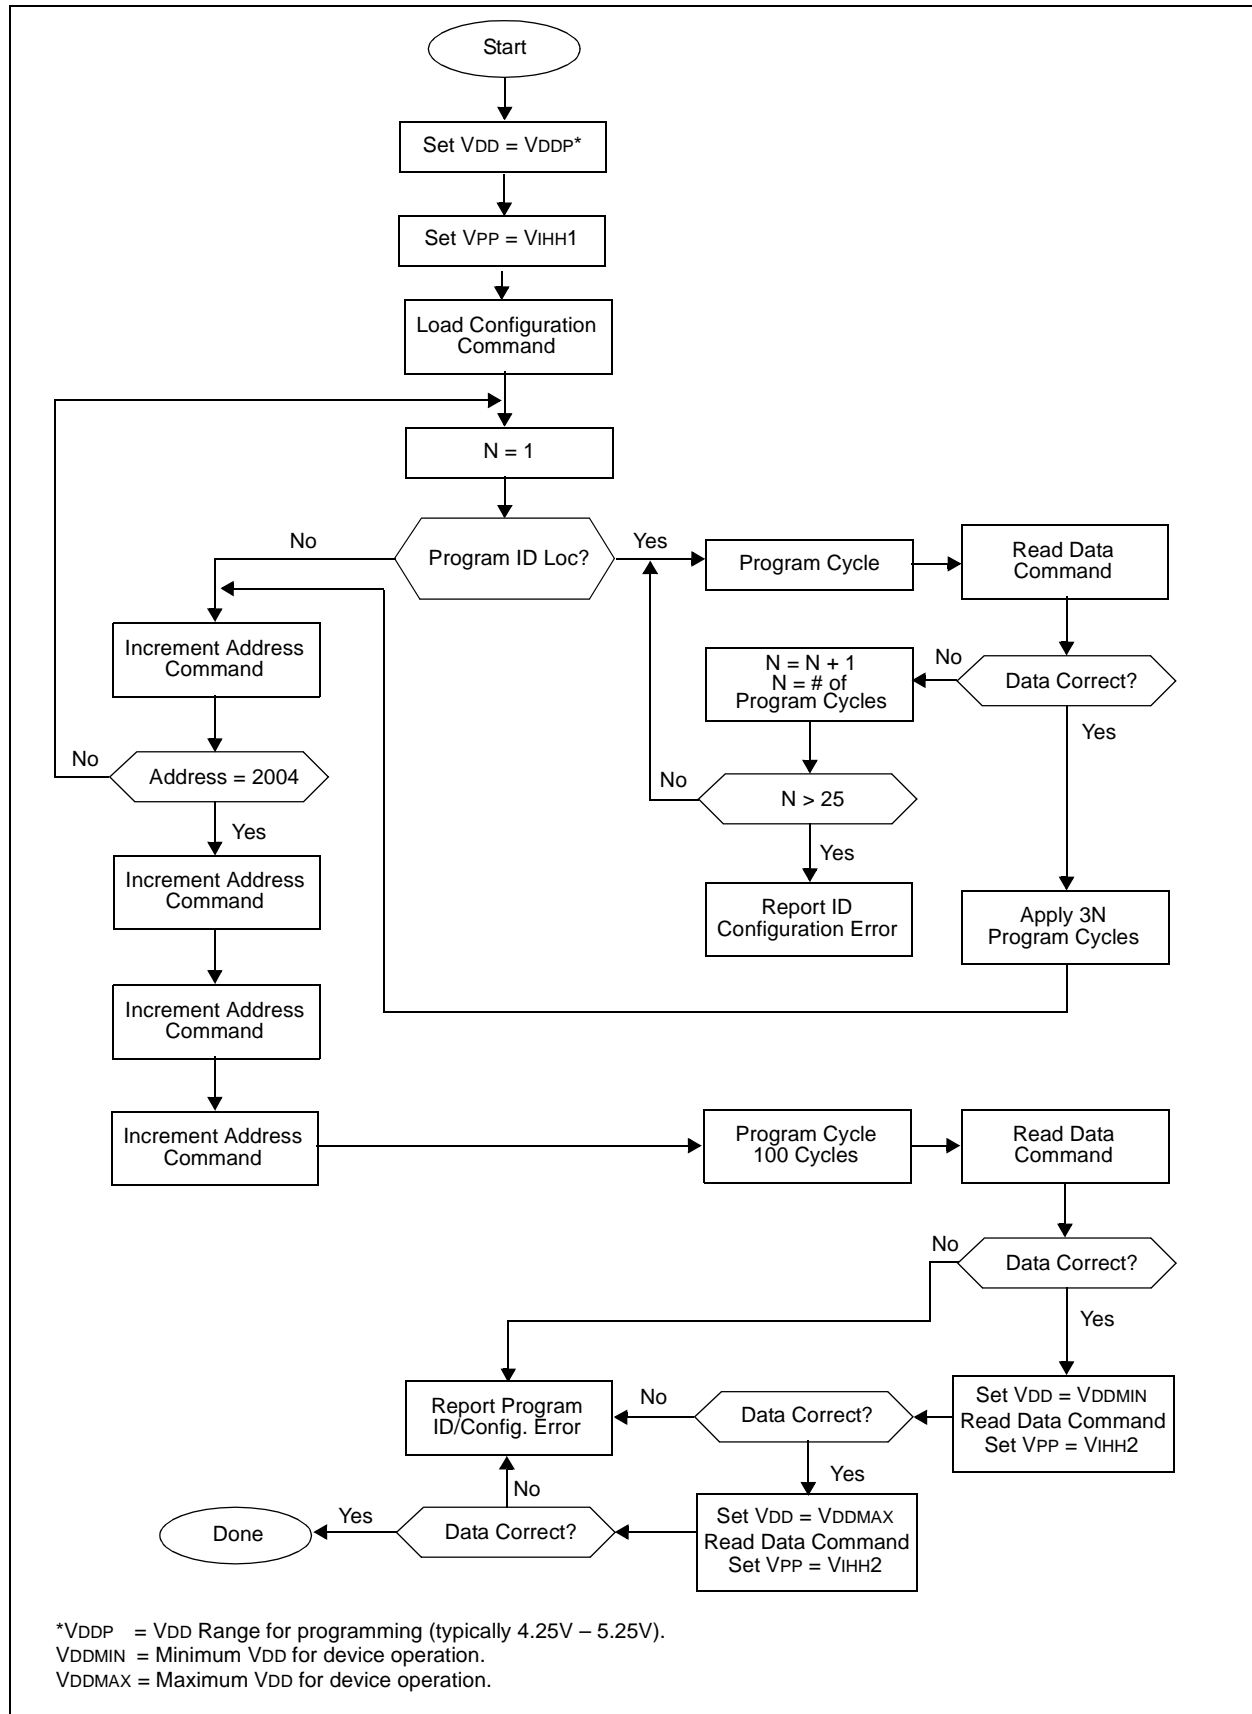 Start
Set VDD = VDDP*
Set VPP = VIHH1
Load Configuration
Command
N = 1
No
Program ID Loc?
Yes
Program Cycle
Read Data
Command
Increment Address
Command
N = N + 1
N = # of
Program Cycles
No
Data Correct?
Yes
No
Address = 2004
No
N > 25
Yes
Yes
Increment Address
Command
Report ID
Configuration Error
Apply 3N
Program Cycles
Increment Address
Command
Increment Address
Command
Program Cycle
100 Cycles
Read Data
Command
No
Data Correct?
Yes
Report Program
ID/Config. Error
No
Data Correct?
Set VDD = VDDMIN
Read Data Command
Set VPP = VIHH2
Yes
No
Done
Yes
Data Correct?
Set VDD = VDDMAX
Read Data Command
Set VPP = VIHH2
*VDDP = VDD Range for programming (typically 4.25V – 5.25V).
VDDMIN = Minimum VDD for device operation.
VDDMAX = Maximum VDD for device operation.